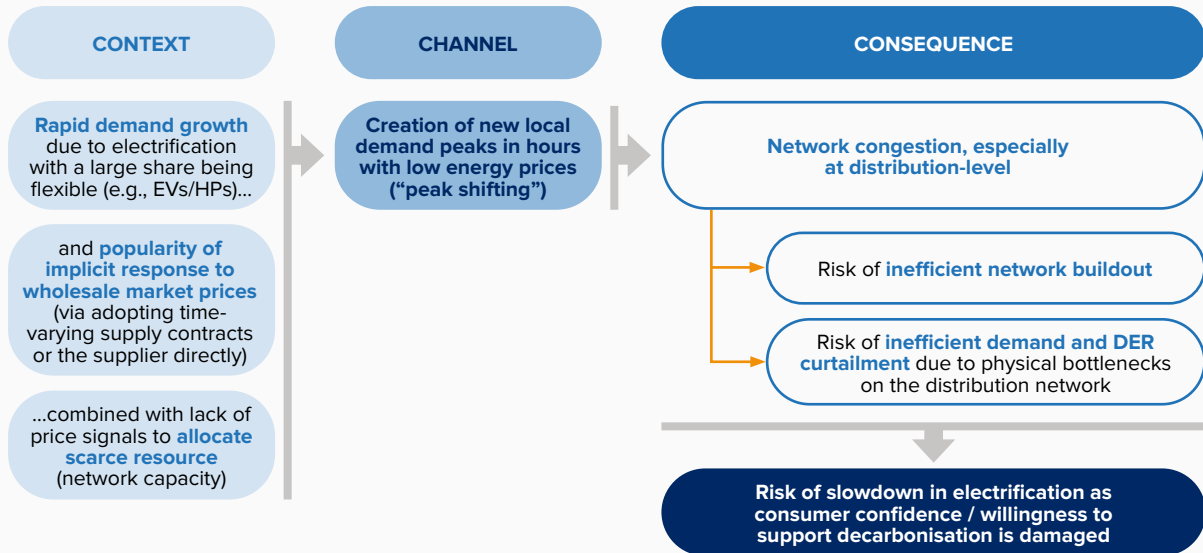 CONTEXT
Rapid demand growth
due to electrification
with a large share being
flexible (e.g., EVs/HPs)...
and popularity of
implicit response to
wholesale market prices
(via adopting time-
varying supply contracts
or the supplier directly)
...combined with lack of
price signals to allocate
scarce resource
(network capacity)
CHANNEL
Creation of new local
demand peaks in hours
with low energy prices
(“peak shifting”)
CONSEQUENCE
Network congestion, especially
at distribution-level
Risk of inefficient network buildout
Risk of inefficient demand and DER
curtailment due to physical bottlenecks
on the distribution network
Risk of slowdown in electrification as
consumer confidence / willingness to
support decarbonisation is damaged